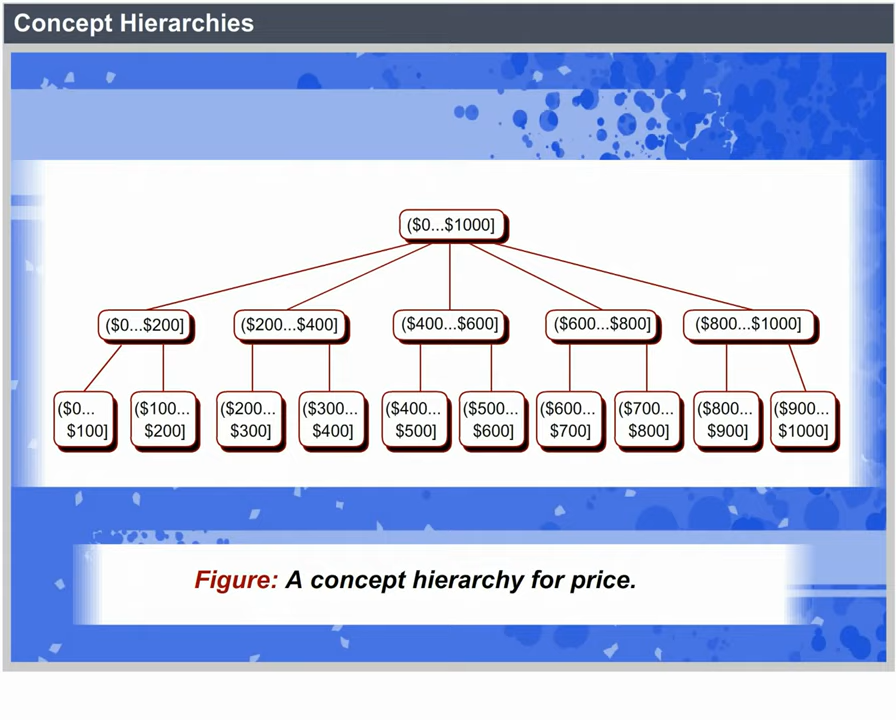 Concept Hierarchies
($0...$1000]
($0...$200] ($200...$400] ($400...$600] ($600...$800] ($800...$1000]
($0... ($100... ($200... ($300... ($400... ($500... ($600... ($700... ($800... ($900...
$100] $200] $300] $400] $500] $600] $700] $800] $900] $1000]
Figure: A concept hierarchy for price.